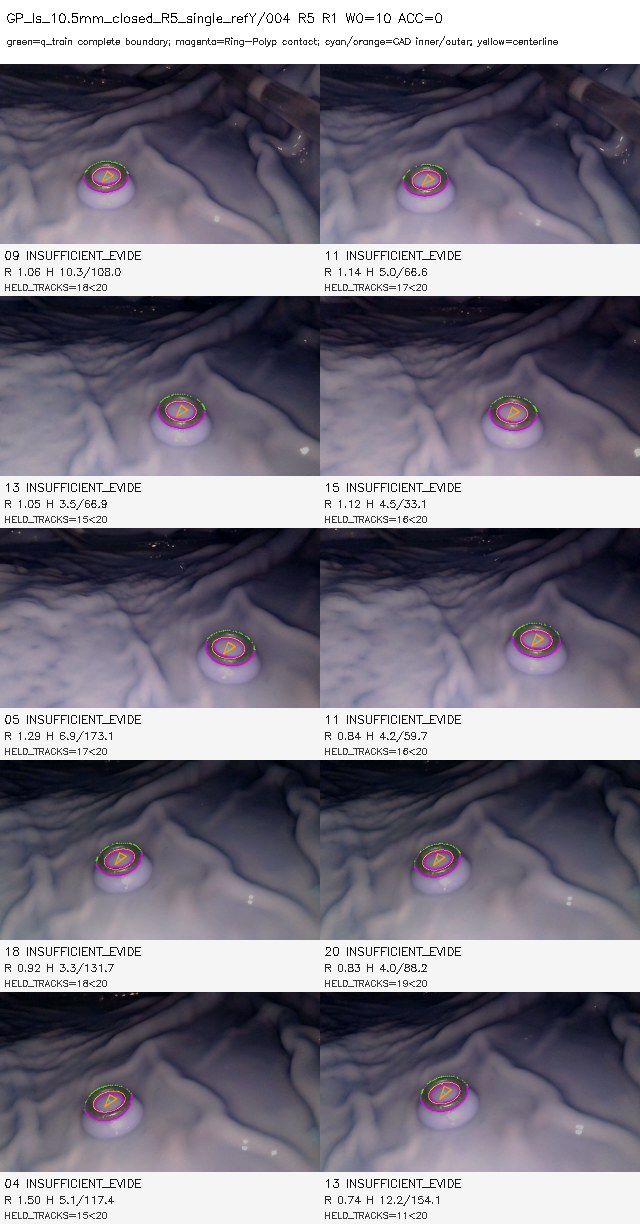 GP_Is_10.5mm_closed_R5_single_refY/004 R5 R1 W0=10 ACC=0
green=q_train complete boundary; magenta=Ring-Polyp contact; cyan/orange=CAD inner/outer; yellow=centerline
09 INSUFFICIENT_EVIDE
R 1.06 H 10.3/108.0
HELD_TRACKS=18<20
11 INSUFFICIENT_EVIDE
R 1.14 H 5.0/66.6
HELD_TRACKS=17<20
13 INSUFFICIENT_EVIDE
R 1.05 H 3.5/66.9
HELD_TRACKS=15<20
15 INSUFFICIENT_EVIDE
R 1.12 H 4.5/33.1
HELD_TRACKS=16<20
05 INSUFFICIENT_EVIDE
R 1.29 H 6.9/173.1
HELD_TRACKS=17<20
11 INSUFFICIENT_EVIDE
R 0.84 H 4.2/59.7
HELD_TRACKS=16<20
18 INSUFFICIENT_EVIDE
R 0.92 H 3.3/131.7
HELD_TRACKS=18<20
20 INSUFFICIENT_EVIDE
R 0.83 H 4.0/88.2
HELD_TRACKS=19<20
04 INSUFFICIENT_EVIDE
R 1.50 H 5.1/117.4
HELD_TRACKS=15<20
13 INSUFFICIENT_EVIDE
R 0.74 H 12.2/154.1
HELD_TRACKS=11<20